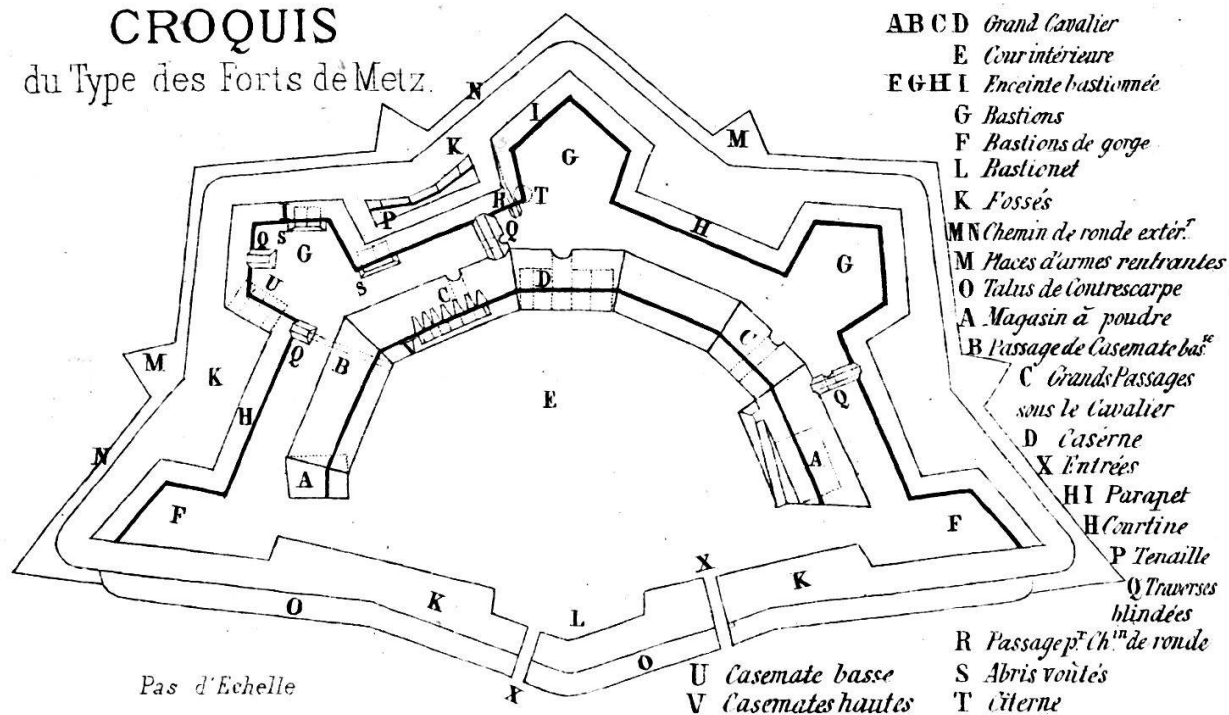 CROQUIS
du Type des Forts de Metz.
ABCD Grand Cavalier
E Cour intérieure
EGHI Enceinte bastionnée
G Bastions
F Bastions de gorge
L Bastionet
K Fossés
MN Chemin de ronde extér.r
M Places d'armes rentrantes
O Talus de Contrescarpe
A Magasin à poudre
B Passage de Casemate bas.se
C Grands Passages
sous le Cavalier
D Caserne
X Entrées
HI Parapet
H Courtine
P Tenaille
Q Traverses
blindées
R Passage p.r Ch.in de ronde
S Abris voûtés
T Citerne
U Casemate basse
V Casemates hautes
Pas d'Echelle
N
I
K
G
M
T
R
P
Q
H
I
S
Q
G
G
S
U
C
D
C
V
Q
B
M
K
E
Q
H
N
A
A
F
F
X
K
K
L
O
O
X